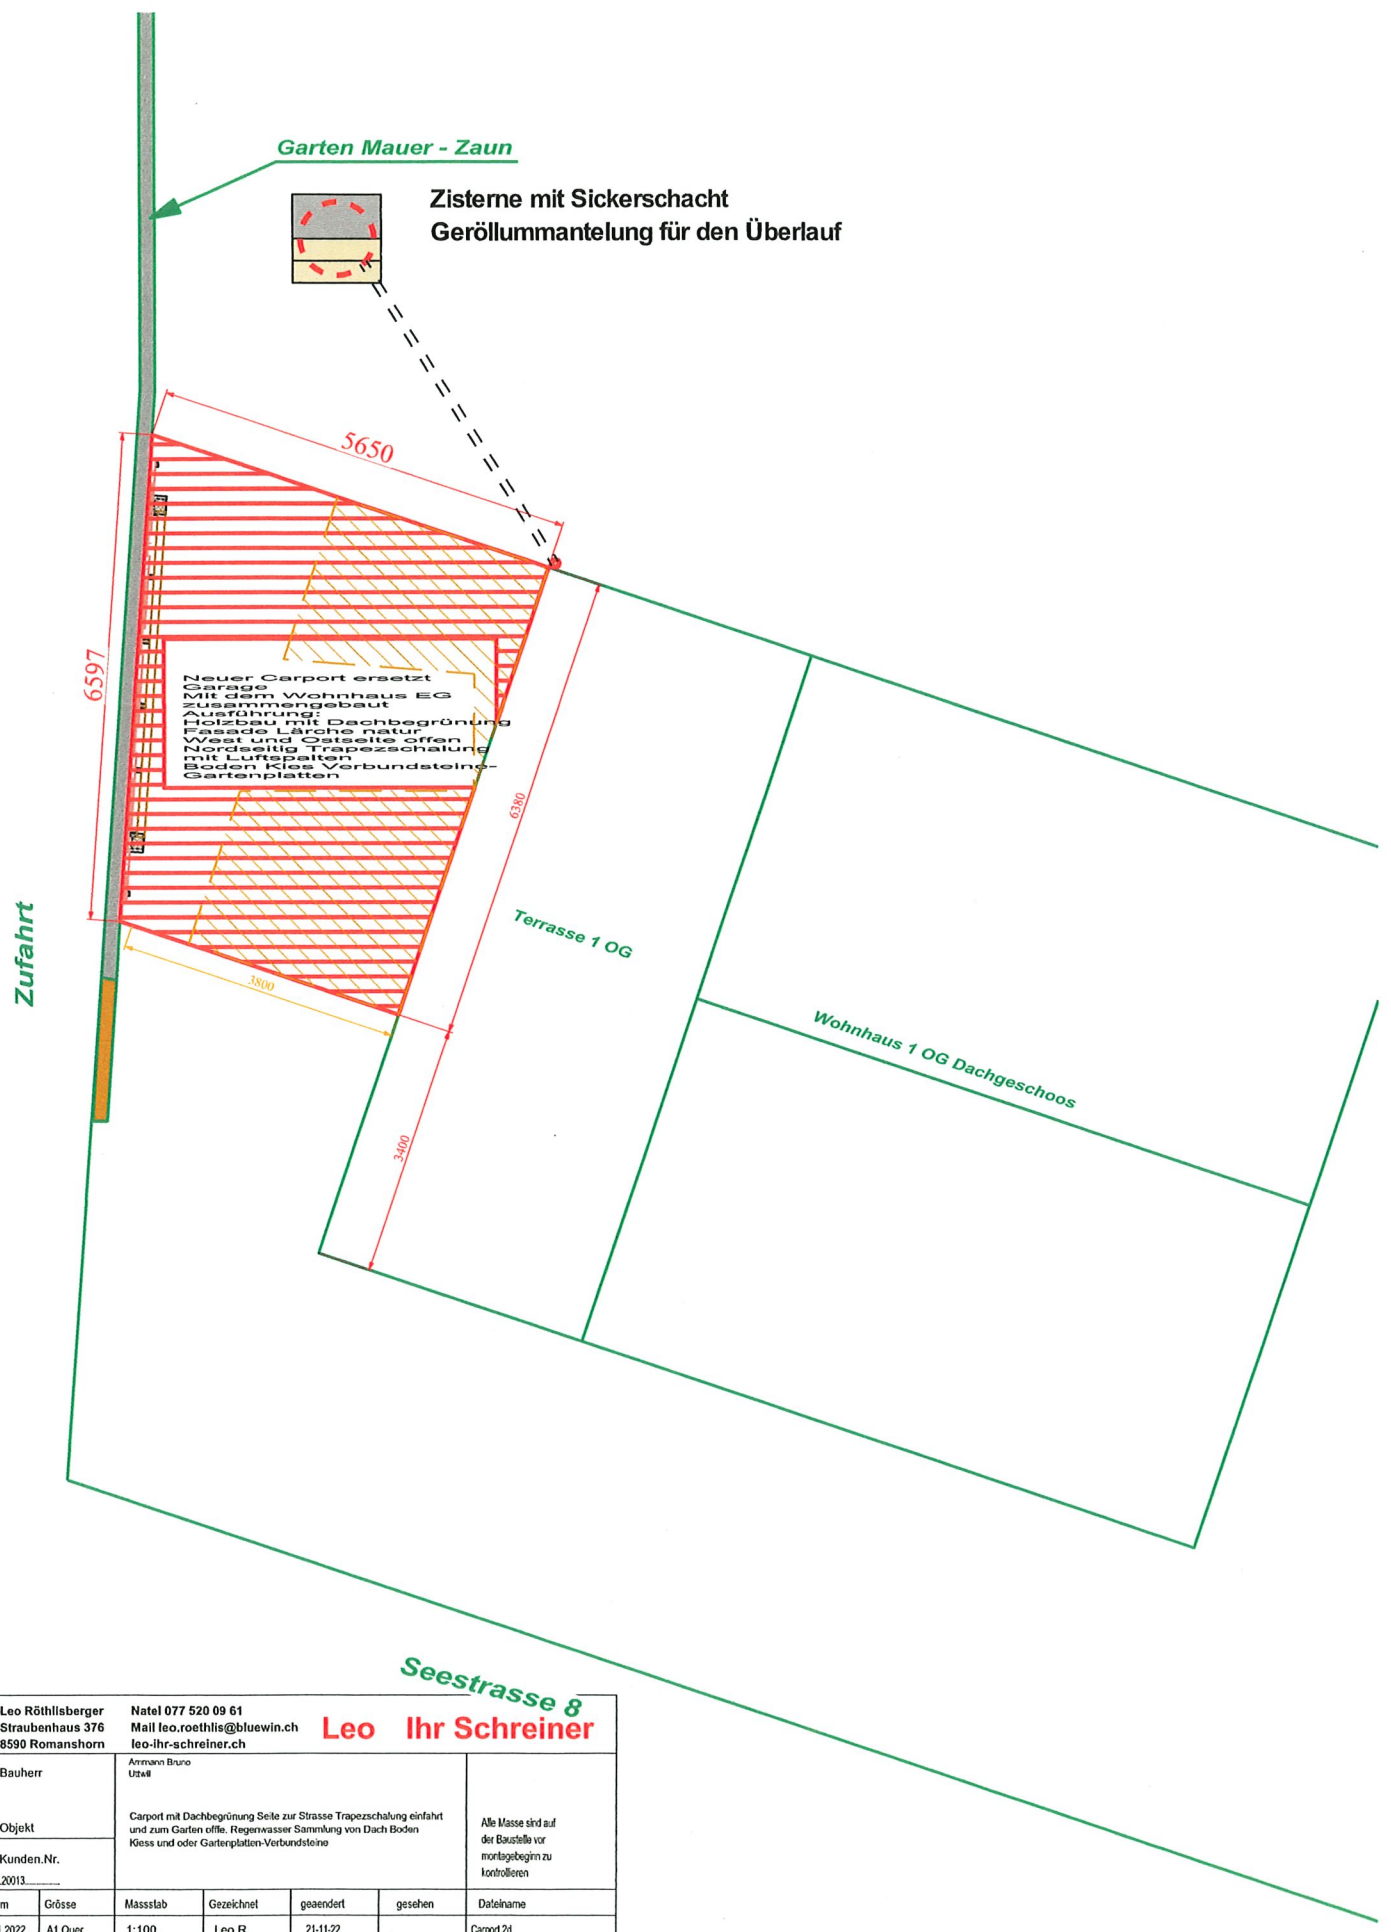 Garten Mauer - Zaun
Zisterne mit Sickerschacht
Geröllummantelung für den Überlauf
5650
6597
Neuer Carport ersetzt
Garage
Mit dem Wohnhaus EG
zusammengebaut
Ausführung:
Holzbau mit Dachbegrünung
Fasade Lärche natur
West und Ostseite offen
Nordseitig Trapezschalung
mit Luftspalten
Boden Kies Verbundsteine-
Gartenplatten
6380
Zufahrt
Terrasse 1 OG
3800
Wohnhaus 1 OG Dachgeschoos
3400
Seestrasse 8
Leo Röthlisberger
Straubenhaus 376
8590 Romanshorn
Natel 077 520 09 61
Mail leo.roethlis@bluewin.ch
leo-ihr-schreiner.ch
Leo Ihr Schreiner
Bauherr
Ammann Bruno
Uttwil
Objekt
Carport mit Dachbegrünung Seite zur Strasse Trapezschalung einfahrt
und zum Garten offfe. Regenwasser Sammlung von Dach Boden
Kiess und oder Gartenplatten-Verbundsteine
Alle Masse sind auf
der Baustelle vor
montagebeginn zu
kontrollieren
Kunden.Nr.
.20013
m Grösse Massstab Gezeichnet geaendert gesehen Dateiname
.2022 A1 Quer 1:100 Leo R. 21-11-22 Carpod 2d